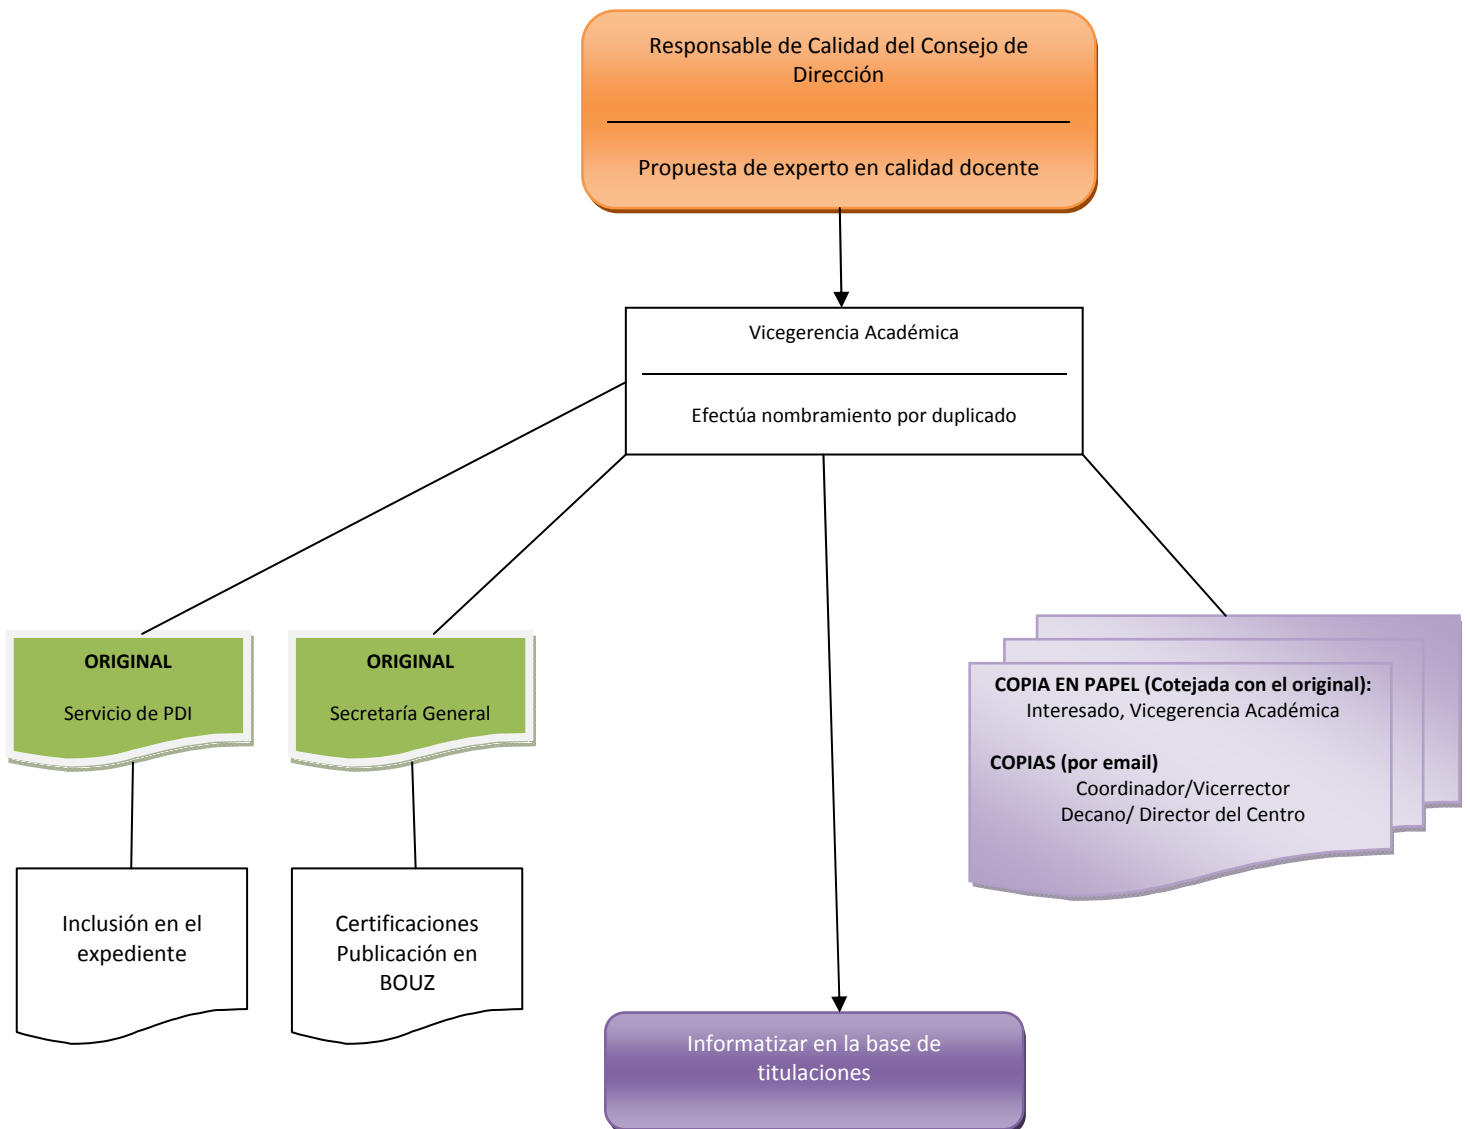 Responsable de Calidad del Consejo de
Dirección
Propuesta de experto en calidad docente
Vicegerencia Académica
Efectúa nombramiento por duplicado
ORIGINAL
Servicio de PDI
ORIGINAL
Secretaría General
COPIA EN PAPEL (Cotejada con el original):
Interesado, Vicegerencia Académica
COPIAS (por email)
Coordinador/Vicerrector
Decano/ Director del Centro
Inclusión en el
expediente
Certificaciones
Publicación en
BOUZ
Informatizar en la base de
titulaciones